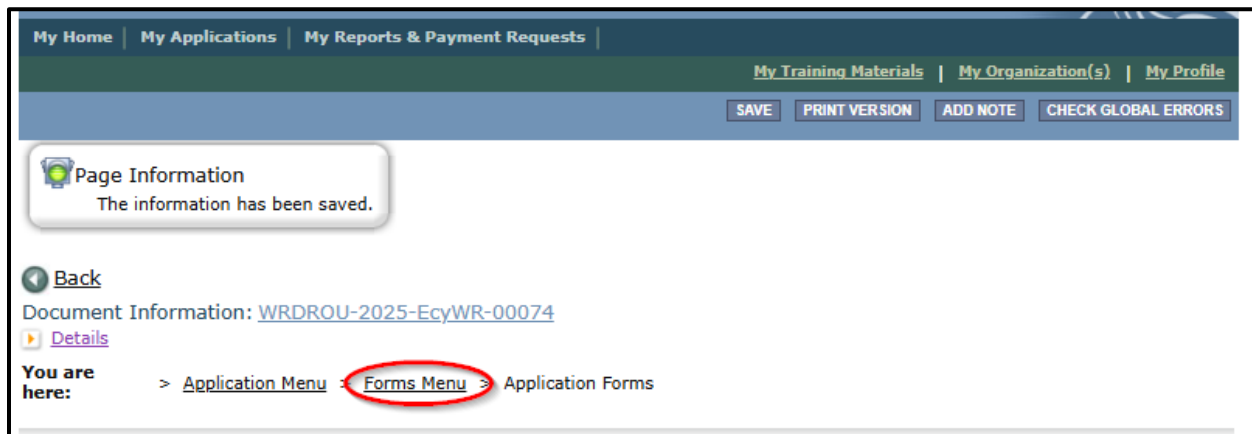 My Home | My Applications | My Reports & Payment Requests |
My Training Materials | My Organization(s) | My Profile
SAVE PRINT VERSION ADD NOTE CHECK GLOBAL ERRORS
Page Information
The information has been saved.
Back
Document Information: WRDROU-2025-EcyWR-00074
Details
You are here: > Application Menu > Forms Menu > Application Forms